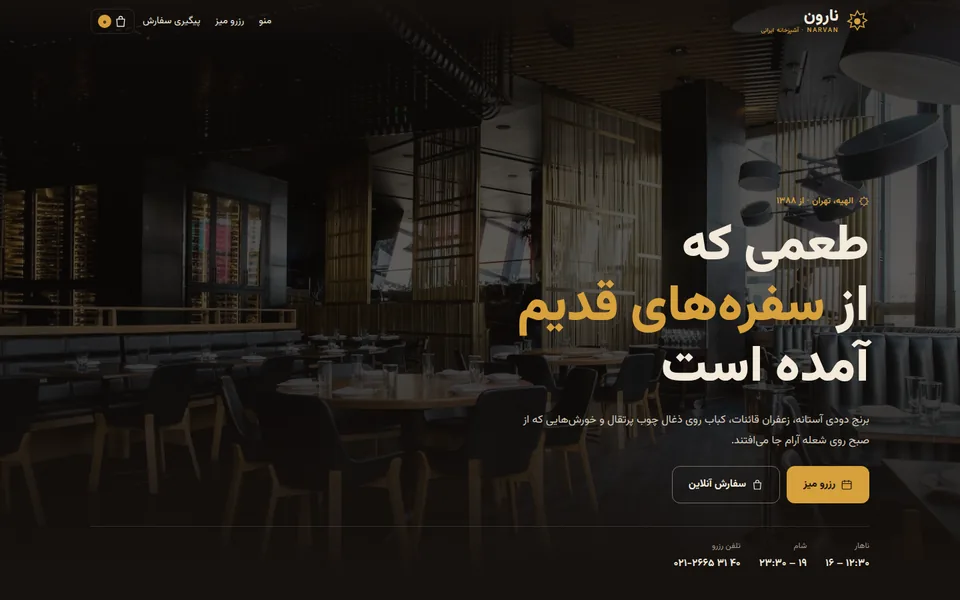 نارون
NARVAN · آشپزخانه ایرانی
منو
رزرو میز
پیگیری سفارش
۰
الهیه، تهران · از ۱۳۸۸
طعمی که
از سفره‌های قدیم
آمده است
برنج دودی آستانه، زعفران قائنات، کباب روی ذغال چوب پرتقال و خورش‌هایی که از
صبح روی شعله آرام جا می‌افتند.
رزرو میز
سفارش آنلاین
ناهار
۱۲:۳۰ – ۱۶
شام
۱۹ – ۲۳:۳۰
تلفن رزرو
۰۲۱-۲۶۶۵ ۳۱ ۴۰